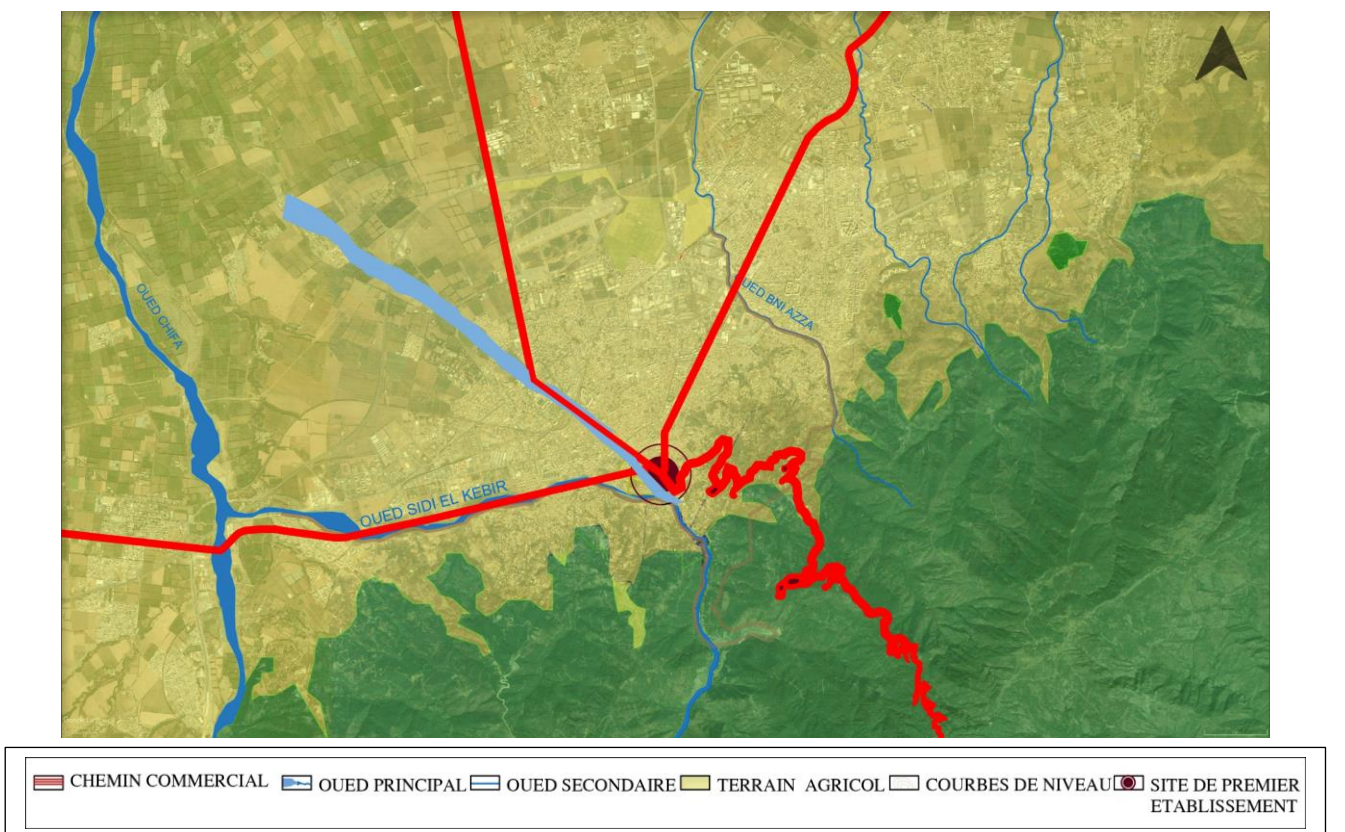 OUED CHIFA
UED BNI AZZA
OUED SIDI EL KEBIR
CHEMIN COMMERCIAL
OUED PRINCIPAL
OUED SECONDAIRE
TERRAIN AGRICOL
COURBES DE NIVEAU
SITE DE PREMIER
ETABLISSEMENT